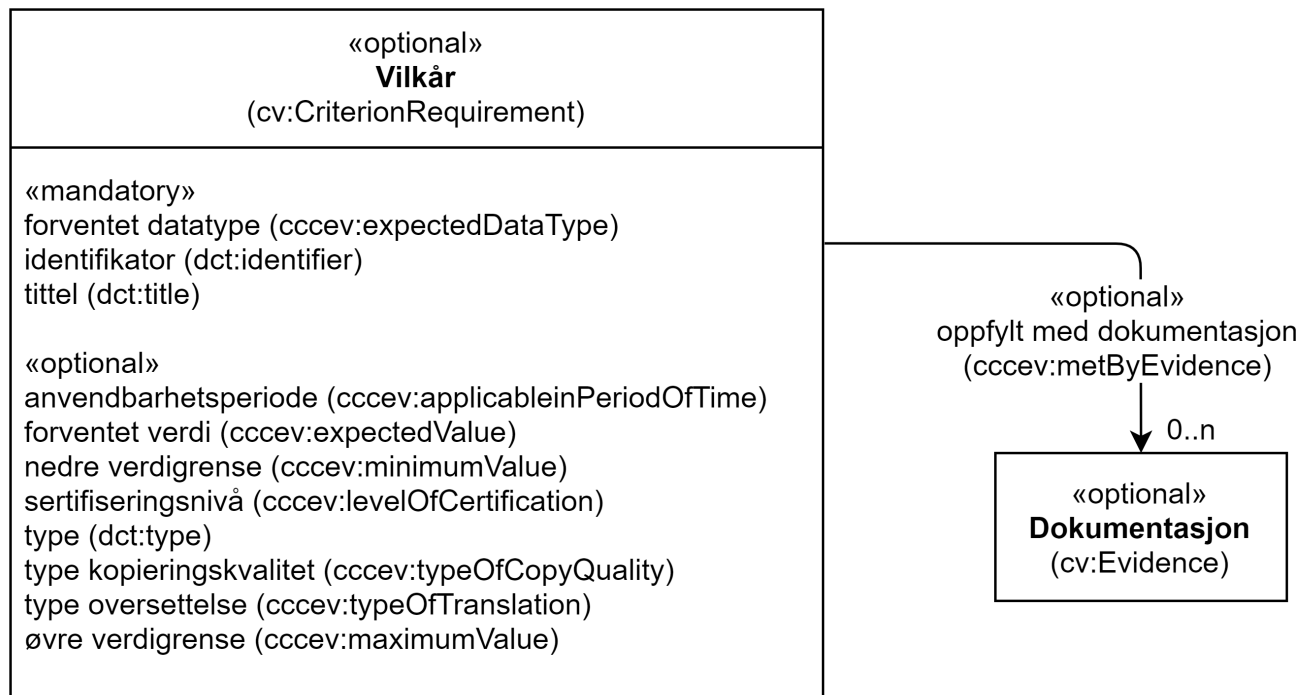 «optional»
Vilkår
(cv:CriterionRequirement)
«mandatory»
forventet datatype (cccev:expectedDataType)
identifikator (dct:identifier)
tittel (dct:title)
«optional»
anvendbarhetsperiode (cccev:applicableinPeriodOfTime)
forventet verdi (cccev:expectedValue)
nedre verdigrense (cccev:minimumValue)
sertifiseringsnivå (cccev:levelOfCertification)
type (dct:type)
type kopieringskvalitet (cccev:typeOfCopyQuality)
type oversettelse (cccev:typeOfTranslation)
øvre verdigrense (cccev:maximumValue)
«optional»
oppfylt med dokumentasjon
(cccev:metByEvidence)
0..n
«optional»
Dokumentasjon
(cv:Evidence)